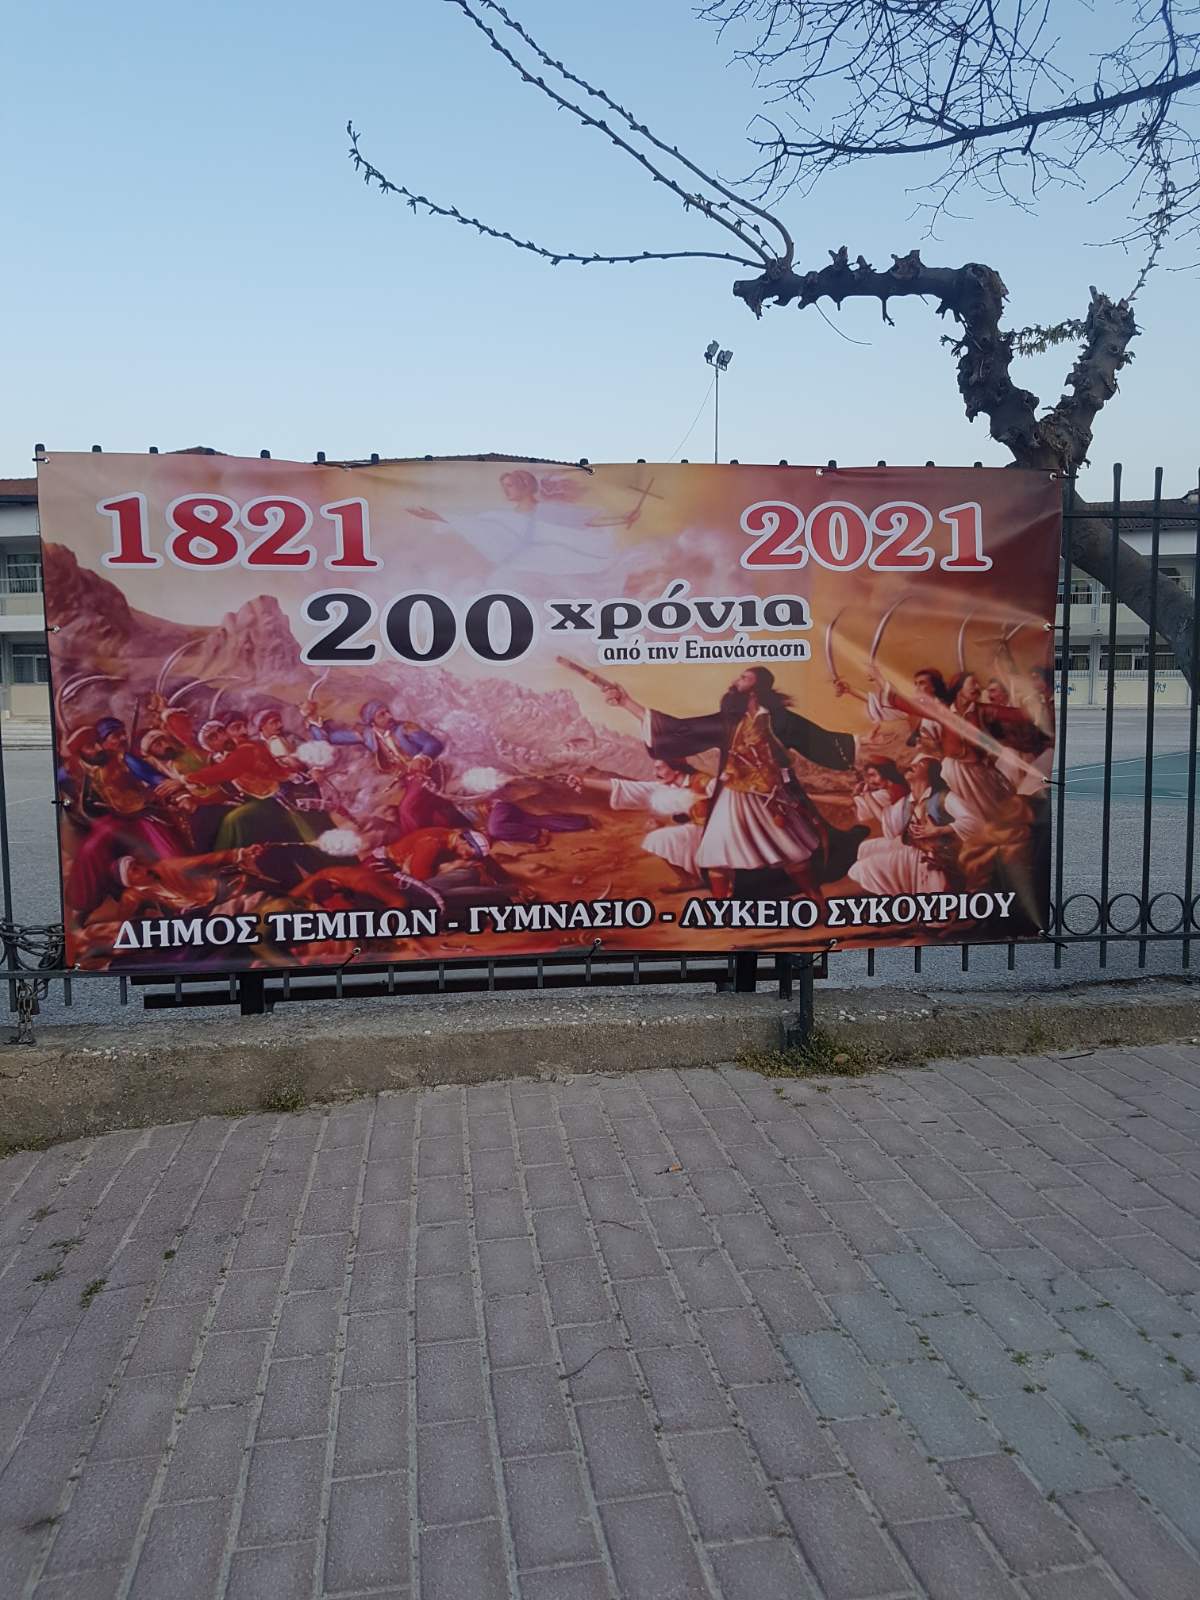 1821 2021
200 χρόνια
από την Επανάσταση
ΔΗΜΟΣ ΤΕΜΠΩΝ - ΓΥΜΝΑΣΙΟ - ΛΥΚΕΙΟ ΣΥΚΟΥΡΙΟΥ